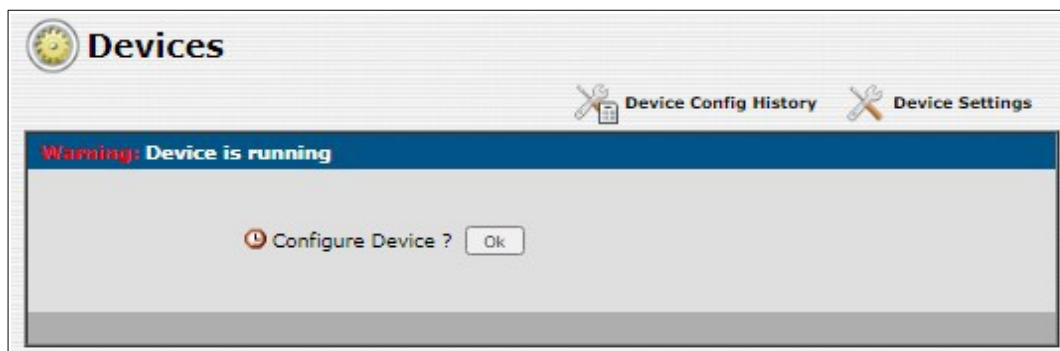 Devices
Device Config History Device Settings
Warning: Device is running
Configure Device ? Ok